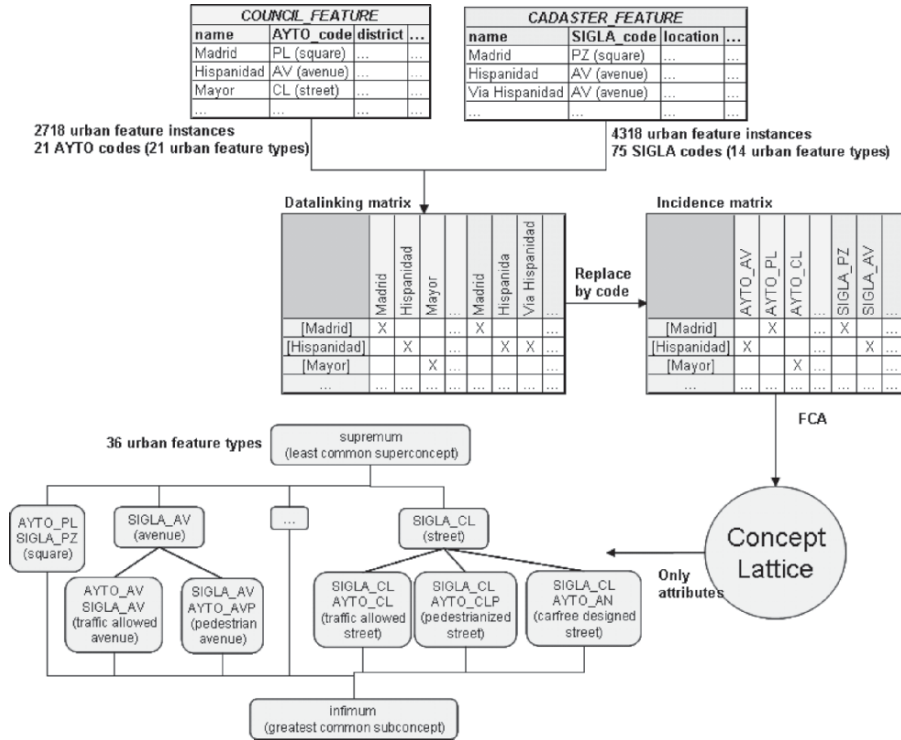 COUNCIL_FEATURE
name AYTO_code district ...
Madrid PL (square) ... ...
Hispanidad AV (avenue) ... ...
Mayor CL (street) ... ...
... ... ... ...
CADASTER_FEATURE
name SIGLA_code location ...
Madrid PZ (square) ... ...
Hispanidad AV (avenue) ... ...
Via Hispanidad AV (avenue) ... ...
... ... ... ...
2718 urban feature instances
21 AYTO codes (21 urban feature types)
4318 urban feature instances
75 SIGLA codes (14 urban feature types)
Datalinking matrix
Madrid Hispanidad Mayor ... Madrid Hispanida Via Hispanidad ...
[Madrid] X ... X ...
[Hispanidad] X ... X X ...
[Mayor] X ... ...
... ... ... ... ... ... ... ... ...
Replace
by code
Incidence matrix
AYTO_AV AYTO_PL AYTO_CL ... SIGLA_PZ SIGLA_AV ...
[Madrid] X ... X ...
[Hispanidad] X ... X ...
[Mayor] X ... ...
... ... ... ... ... ... ... ...
FCA
Concept
Lattice
Only
attributes
36 urban feature types
supremum
(least common superconcept)
AYTO_PL
SIGLA_PZ
(square)
SIGLA_AV
(avenue)
...
SIGLA_CL
(street)
AYTO_AV
SIGLA_AV
(traffic allowed
avenue)
SIGLA_AV
AYTO_AVP
(pedestrian
avenue)
SIGLA_CL
AYTO_CL
(traffic allowed
street)
SIGLA_CL
AYTO_CLP
(pedestrianized
street)
SIGLA_CL
AYTO_AN
(carfree designed
street)
infimum
(greatest common subconcept)